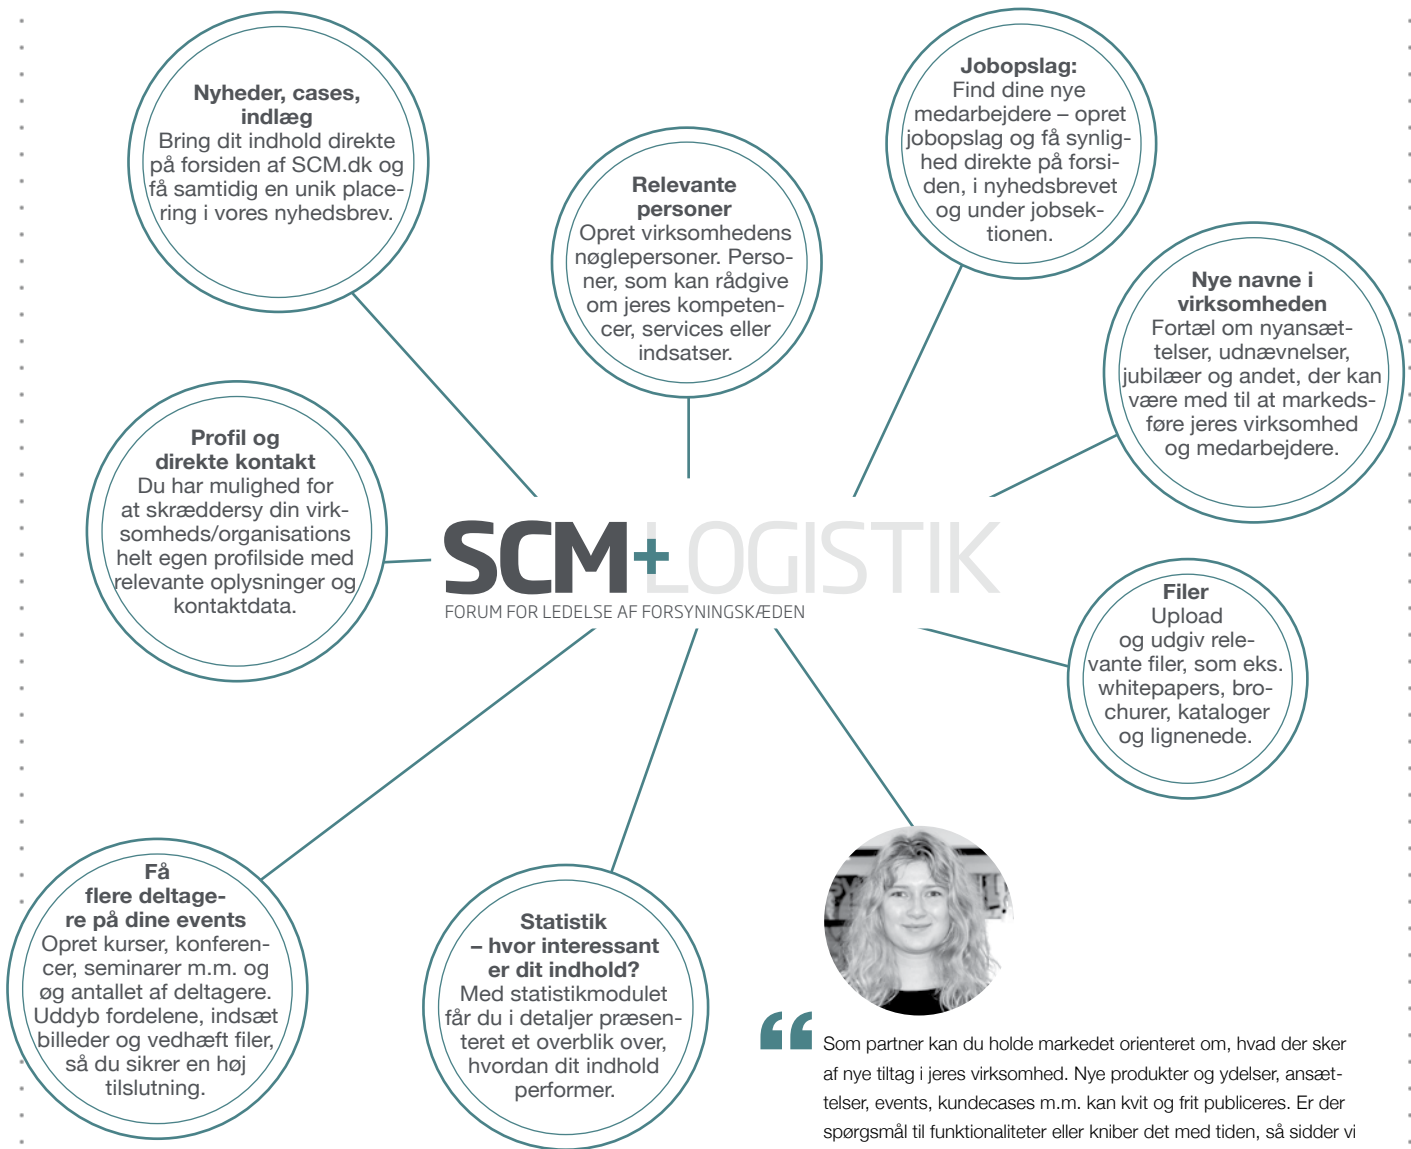 Nyheder, cases,
indlæg
Bring dit indhold direkte
på forsiden af SCM.dk og
få samtidig en unik place-
ring i vores nyhedsbrev.
Relevante
personer
Opret virksomhedens
nøglepersoner. Perso-
ner, som kan rådgive
om jeres kompeten-
cer, services eller
indsatser.
Jobopslag:
Find dine nye
medarbejdere – opret
jobopslag og få synlig-
hed direkte på forsi-
den, i nyhedsbrevet
og under jobsek-
tionen.
Nye navne i
virksomheden
Fortæl om nyansæt-
telser, udnævnelser,
jubilæer og andet, der kan
være med til at markeds-
føre jeres virksomhed
og medarbejdere.
Profil og
direkte kontakt
Du har mulighed for
at skræddersy din virk-
somheds/organisations
helt egen profilside med
relevante oplysninger og
kontaktdata.
SCM+LOGISTIK
FORUM FOR LEDELSE AF FORSYNINGSKÆDEN
Filer
Upload
og udgiv rele-
vante filer, som eks.
whitepapers, bro-
churer, kataloger
og lignenede.
Få
flere deltage-
re på dine events
Opret kurser, konferen-
cer, seminarer m.m. og
øg antallet af deltagere.
Uddyb fordelene, indsæt
billeder og vedhæft filer,
så du sikrer en høj
tilslutning.
Statistik
– hvor interessant
er dit indhold?
Med statistikmodulet
får du i detaljer præsen-
teret et overblik over,
hvordan dit indhold
performer.
“ Som partner kan du holde markedet orienteret om, hvad der sker
af nye tiltag i jeres virksomhed. Nye produkter og ydelser, ansæt-
telser, events, kundecases m.m. kan kvit og frit publiceres. Er der
spørgsmål til funktionaliteter eller kniber det med tiden, så sidder vi